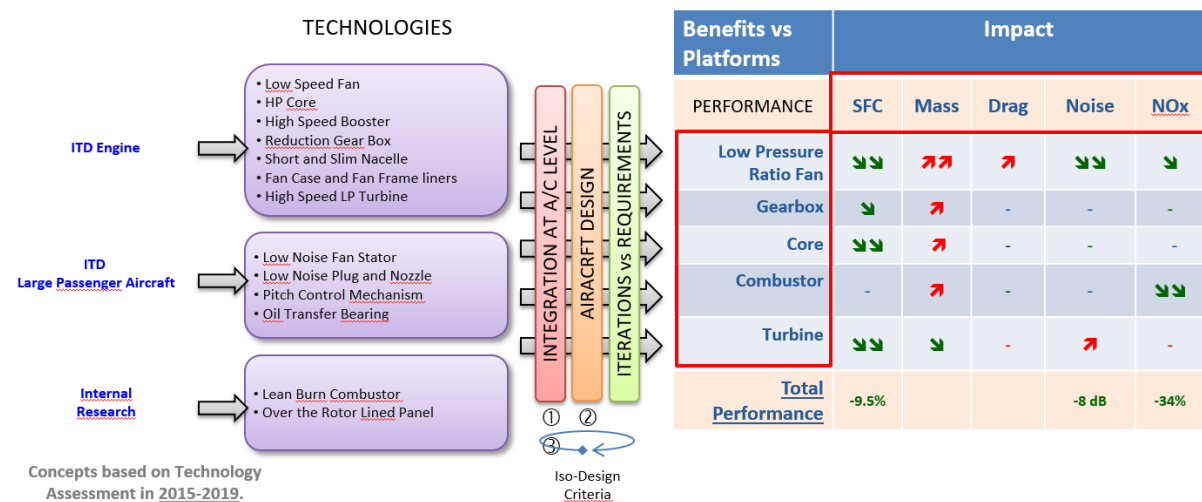 TECHNOLOGIES
ITD Engine
• Low Speed Fan
• HP Core
• High Speed Booster
• Reduction Gear Box
• Short and Slim Nacelle
• Fan Case and Fan Frame liners
• High Speed LP Turbine
ITD
Large Passenger Aircraft
• Low Noise Fan Stator
• Low Noise Plug and Nozzle
• Pitch Control Mechanism
• Oil Transfer Bearing
Internal
Research
• Lean Burn Combustor
• Over the Rotor Lined Panel
Concepts based on Technology
Assessment in 2015-2019.
INTEGRATION AT A/C LEVEL
AIRACRFT DESIGN
ITERATIONS vs REQUIREMENTS
① ②
③
Iso-Design
Criteria
Benefits vs
Platforms
Impact
PERFORMANCE SFC Mass Drag Noise NOx
Low Pressure
Ratio Fan ↘↘ ↗↗ ↗ ↘↘ ↘
Gearbox ↘ ↗ - - -
Core ↘↘ ↗ - - -
Combustor - ↗ - - ↘↘
Turbine ↘↘ ↘ - ↗ -
Total
Performance -9.5% -8 dB -34%